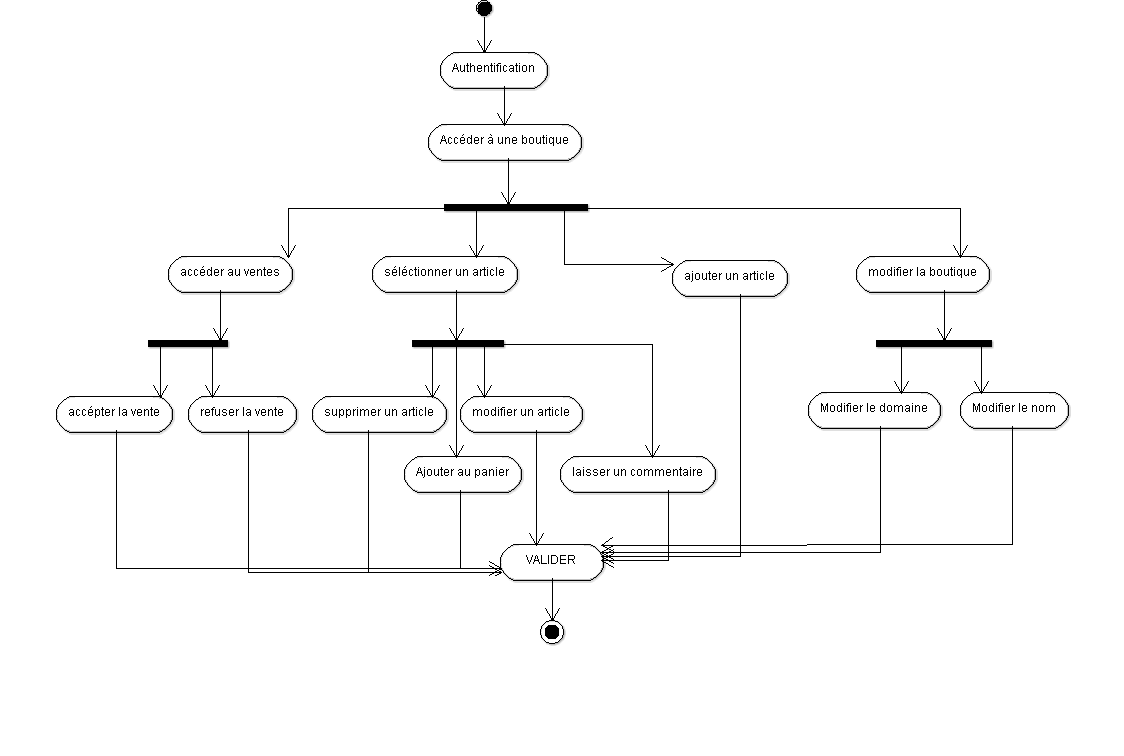 Authentification
Accéder à une boutique
accéder au ventes
séléctionner un article
ajouter un article
modifier la boutique
accépter la vente
refuser la vente
supprimer un article
modifier un article
Modifier le domaine
Modifier le nom
Ajouter au panier
laisser un commentaire
VALIDER